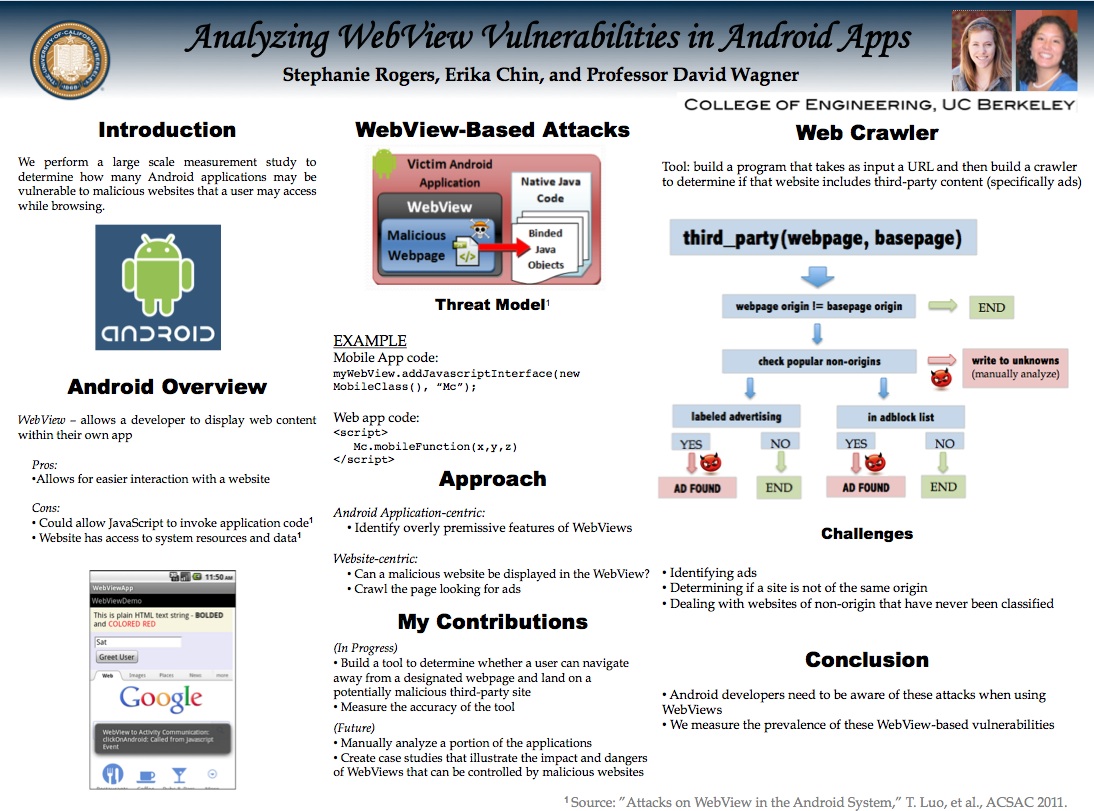 Analyzing WebView Vulnerabilities in Android Apps
Stephanie Rogers, Erika Chin, and Professor David Wagner
COLLEGE OF ENGINEERING, UC BERKELEY
Introduction
We perform a large scale measurement study to
determine how many Android applications may be
vulnerable to malicious websites that a user may access
while browsing.
ANDROID
Android Overview
WebView – allows a developer to display web content
within their own app
Pros:
•Allows for easier interaction with a website
Cons:
• Could allow JavaScript to invoke application code¹
• Website has access to system resources and data¹
11:50 AM
WebViewApp
WebViewDemo
This is plain HTML text string - BOLDED
and COLORED RED
Sat
Greet User
Web Images Places News more
Google
WebView to Activity Communication:
clickOnAndroid: Called from Javascript
Event
WebView-Based Attacks
Victim Android
Application
WebView
Malicious
Webpage
</>
Native Java
Code
Binded
Java
Objects
Threat Model¹
EXAMPLE
Mobile App code:
myWebView.addJavascriptInterface(new
MobileClass(), “Mc”);
Web app code:
<script>
Mc.mobileFunction(x,y,z)
</script>
Approach
Android Application-centric:
• Identify overly premissive features of WebViews
Website-centric:
• Can a malicious website be displayed in the WebView?
• Crawl the page looking for ads
My Contributions
(In Progress)
• Build a tool to determine whether a user can navigate
away from a designated webpage and land on a
potentially malicious third-party site
• Measure the accuracy of the tool
(Future)
• Manually analyze a portion of the applications
• Create case studies that illustrate the impact and dangers
of WebViews that can be controlled by malicious websites
Web Crawler
Tool: build a program that takes as input a URL and then build a crawler
to determine if that website includes third-party content (specifically ads)
third_party(webpage, basepage)
webpage origin != basepage origin
END
check popular non-origins
write to unknowns
(manually analyze)
labeled advertising
in adblock list
YES NO YES NO
AD FOUND END AD FOUND END
Challenges
• Identifying ads
• Determining if a site is not of the same origin
• Dealing with websites of non-origin that have never been classified
Conclusion
• Android developers need to be aware of these attacks when using
WebViews
• We measure the prevalence of these WebView-based vulnerabilities
¹ Source: ”Attacks on WebView in the Android System,” T. Luo, et al., ACSAC 2011.